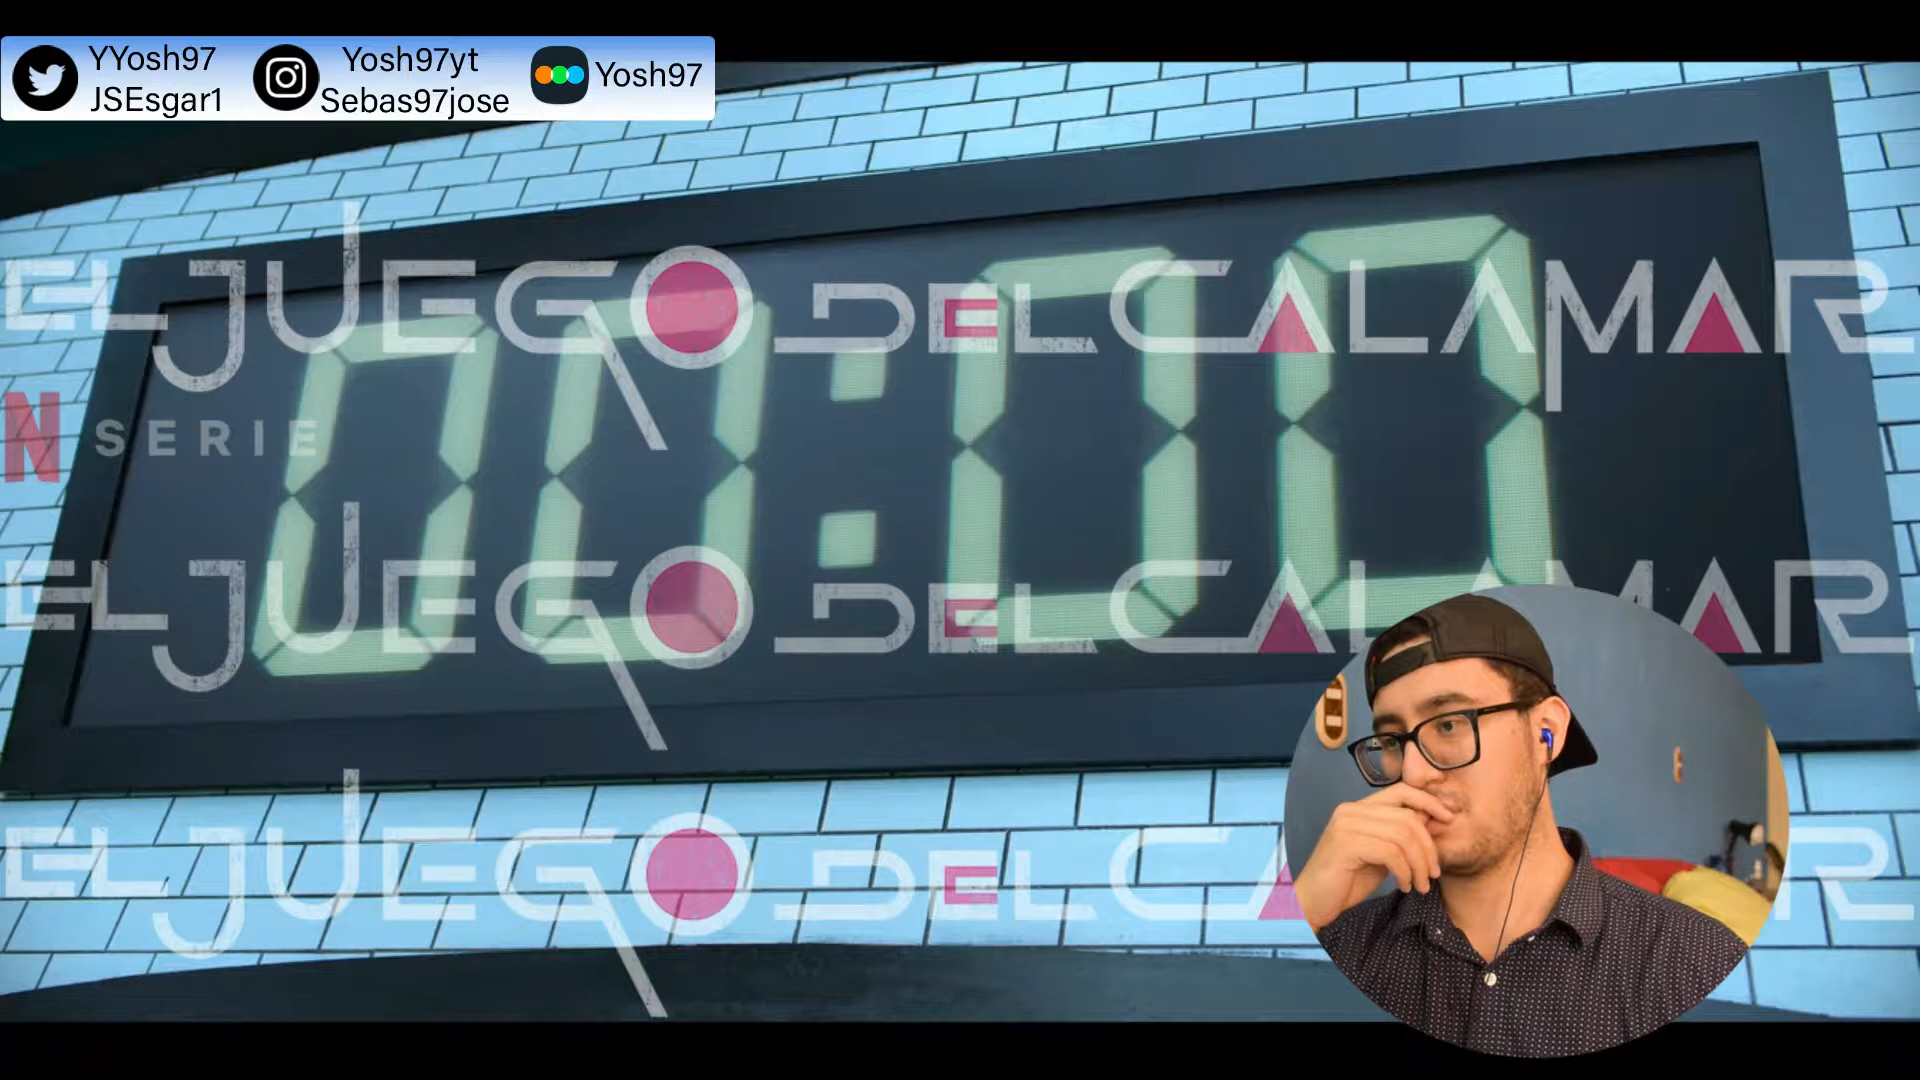 YYosh97
JSEsgar1
Yosh97yt
Sebas97jose
Yosh97
EL JUEGO DEL CALAMAR
N SERIE
00:00
EL JUEGO DEL CALAMAR
EL JUEGO DEL CA
AR